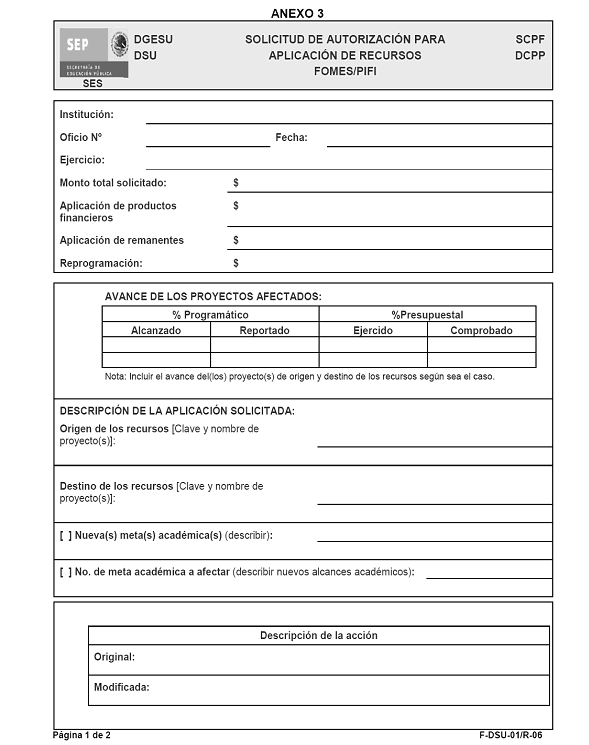 ANEXO 3
SEP
SECRETARÍA DE
EDUCACIÓN PÚBLICA
SES
DGESU
DSU
SOLICITUD DE AUTORIZACIÓN PARA
APLICACIÓN DE RECURSOS
FOMES/PIFI
SCPF
DCPP
Institución:
Oficio Nº
Fecha:
Ejercicio:
Monto total solicitado: $
Aplicación de productos
financieros $
Aplicación de remanentes $
Reprogramación: $
AVANCE DE LOS PROYECTOS AFECTADOS:
% Programático %Presupuestal
Alcanzado Reportado Ejercido Comprobado
Nota: Incluir el avance del(los) proyecto(s) de origen y destino de los recursos según sea el caso.
DESCRIPCIÓN DE LA APLICACIÓN SOLICITADA:
Origen de los recursos [Clave y nombre de
proyecto(s)]:
Destino de los recursos [Clave y nombre de
proyecto(s)]:
[ ] Nueva(s) meta(s) académica(s) (describir):
[ ] No. de meta académica a afectar (describir nuevos alcances académicos):
Descripción de la acción
Original:
Modificada:
Página 1 de 2 F-DSU-01/R-06